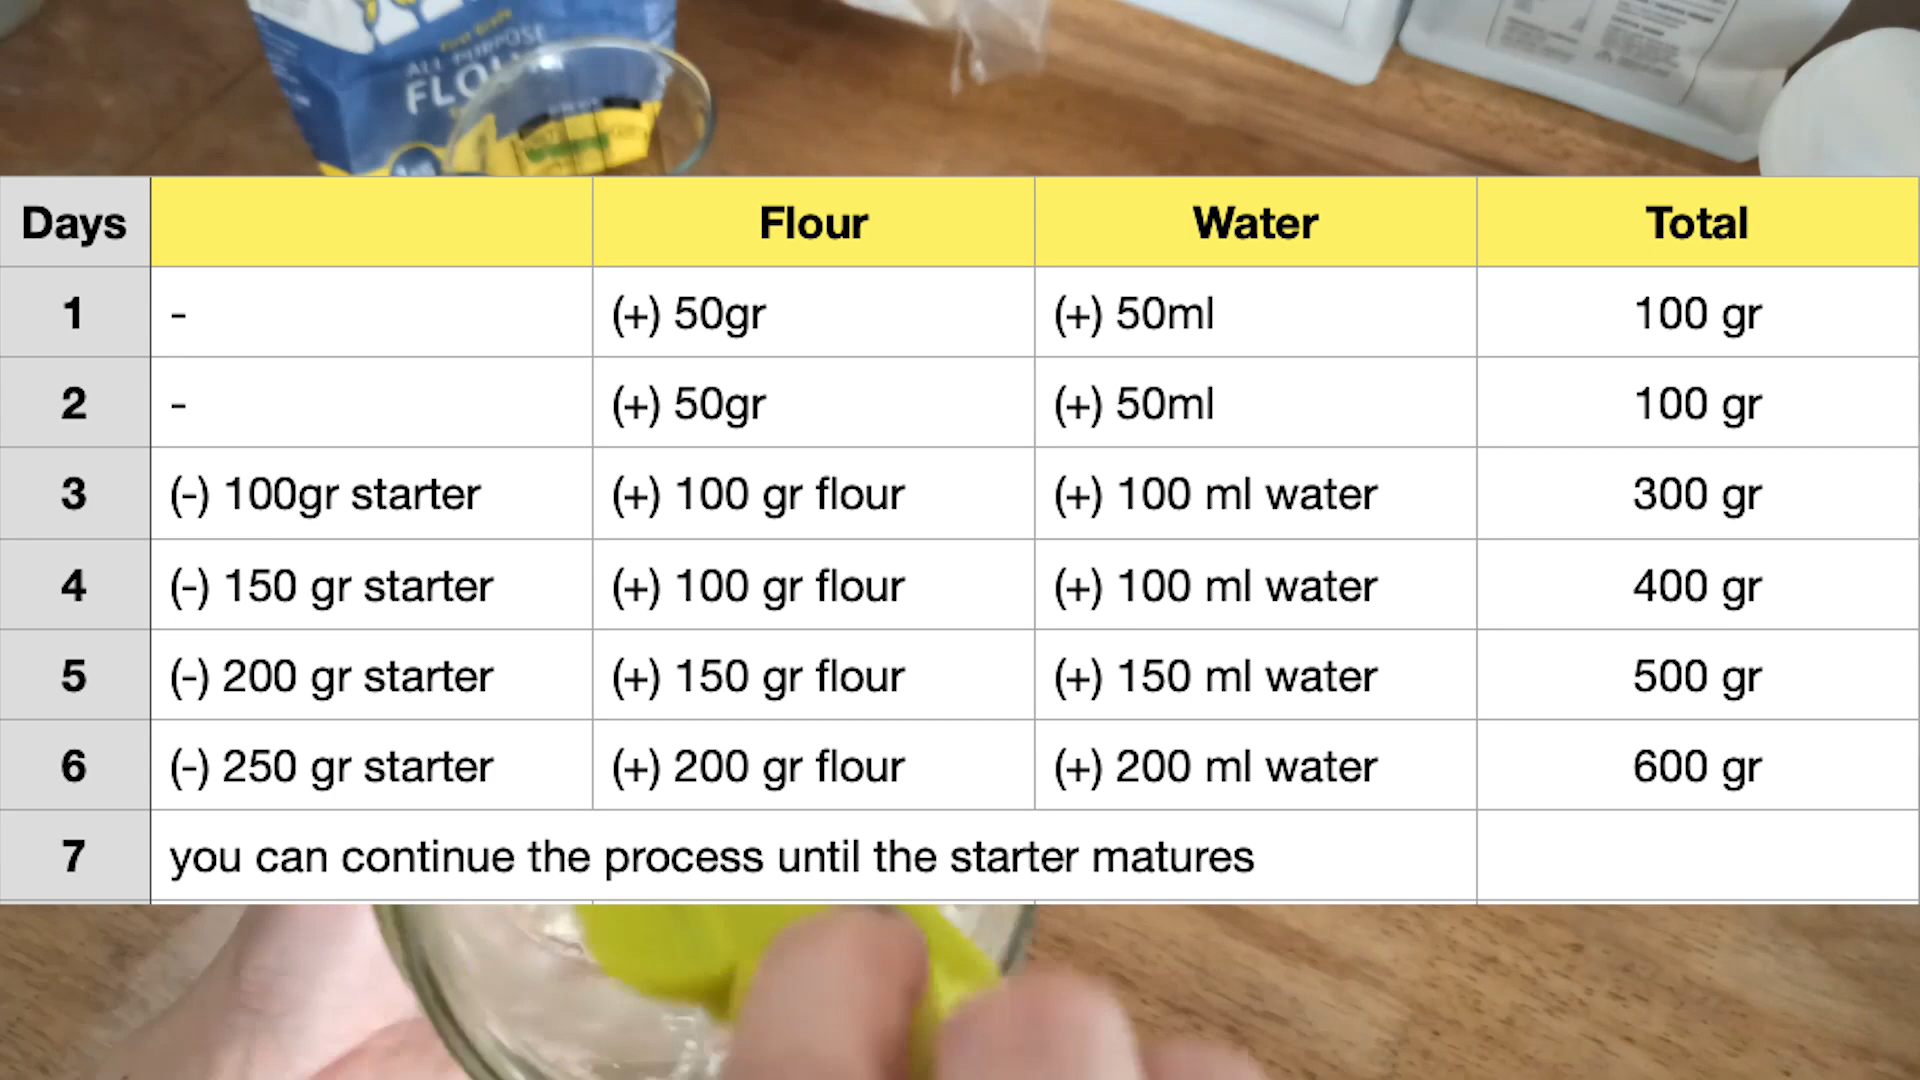 ALL PURPOSE
Days Flour Water Total
1 - (+) 50gr (+) 50ml 100 gr
2 - (+) 50gr (+) 50ml 100 gr
3 (-) 100gr starter (+) 100 gr flour (+) 100 ml water 300 gr
4 (-) 150 gr starter (+) 100 gr flour (+) 100 ml water 400 gr
5 (-) 200 gr starter (+) 150 gr flour (+) 150 ml water 500 gr
6 (-) 250 gr starter (+) 200 gr flour (+) 200 ml water 600 gr
7 you can continue the process until the starter matures